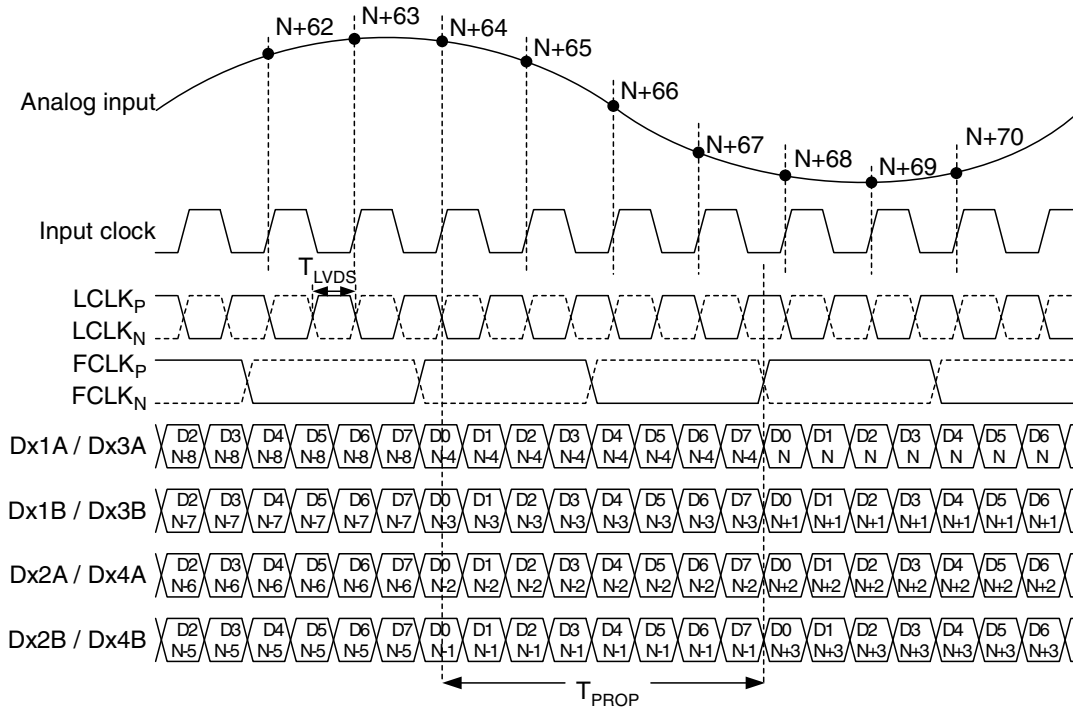 N+62 N+63 N+64 N+65 N+66 N+67 N+68 N+69 N+70
Analog input
Input clock
TLVDS
LCLKP
LCLKN
FCLKP
FCLKN
Dx1A / Dx3A
D2 D3 D4 D5 D6 D7 D0 D1 D2 D3 D4 D5 D6 D7 D0 D1 D2 D3 D4 D5 D6
N-8 N-8 N-8 N-8 N-8 N-8 N-4 N-4 N-4 N-4 N-4 N-4 N-4 N-4 N N N N N N N
Dx1B / Dx3B
D2 D3 D4 D5 D6 D7 D0 D1 D2 D3 D4 D5 D6 D7 D0 D1 D2 D3 D4 D5 D6
N-7 N-7 N-7 N-7 N-7 N-7 N-3 N-3 N-3 N-3 N-3 N-3 N-3 N-3 N+1 N+1 N+1 N+1 N+1 N+1 N+1
Dx2A / Dx4A
D2 D3 D4 D5 D6 D7 D0 D1 D2 D3 D4 D5 D6 D7 D0 D1 D2 D3 D4 D5 D6
N-6 N-6 N-6 N-6 N-6 N-6 N-2 N-2 N-2 N-2 N-2 N-2 N-2 N-2 N+2 N+2 N+2 N+2 N+2 N+2 N+2
Dx2B / Dx4B
D2 D3 D4 D5 D6 D7 D0 D1 D2 D3 D4 D5 D6 D7 D0 D1 D2 D3 D4 D5 D6
N-5 N-5 N-5 N-5 N-5 N-5 N-1 N-1 N-1 N-1 N-1 N-1 N-1 N-1 N+3 N+3 N+3 N+3 N+3 N+3 N+3
TPROP